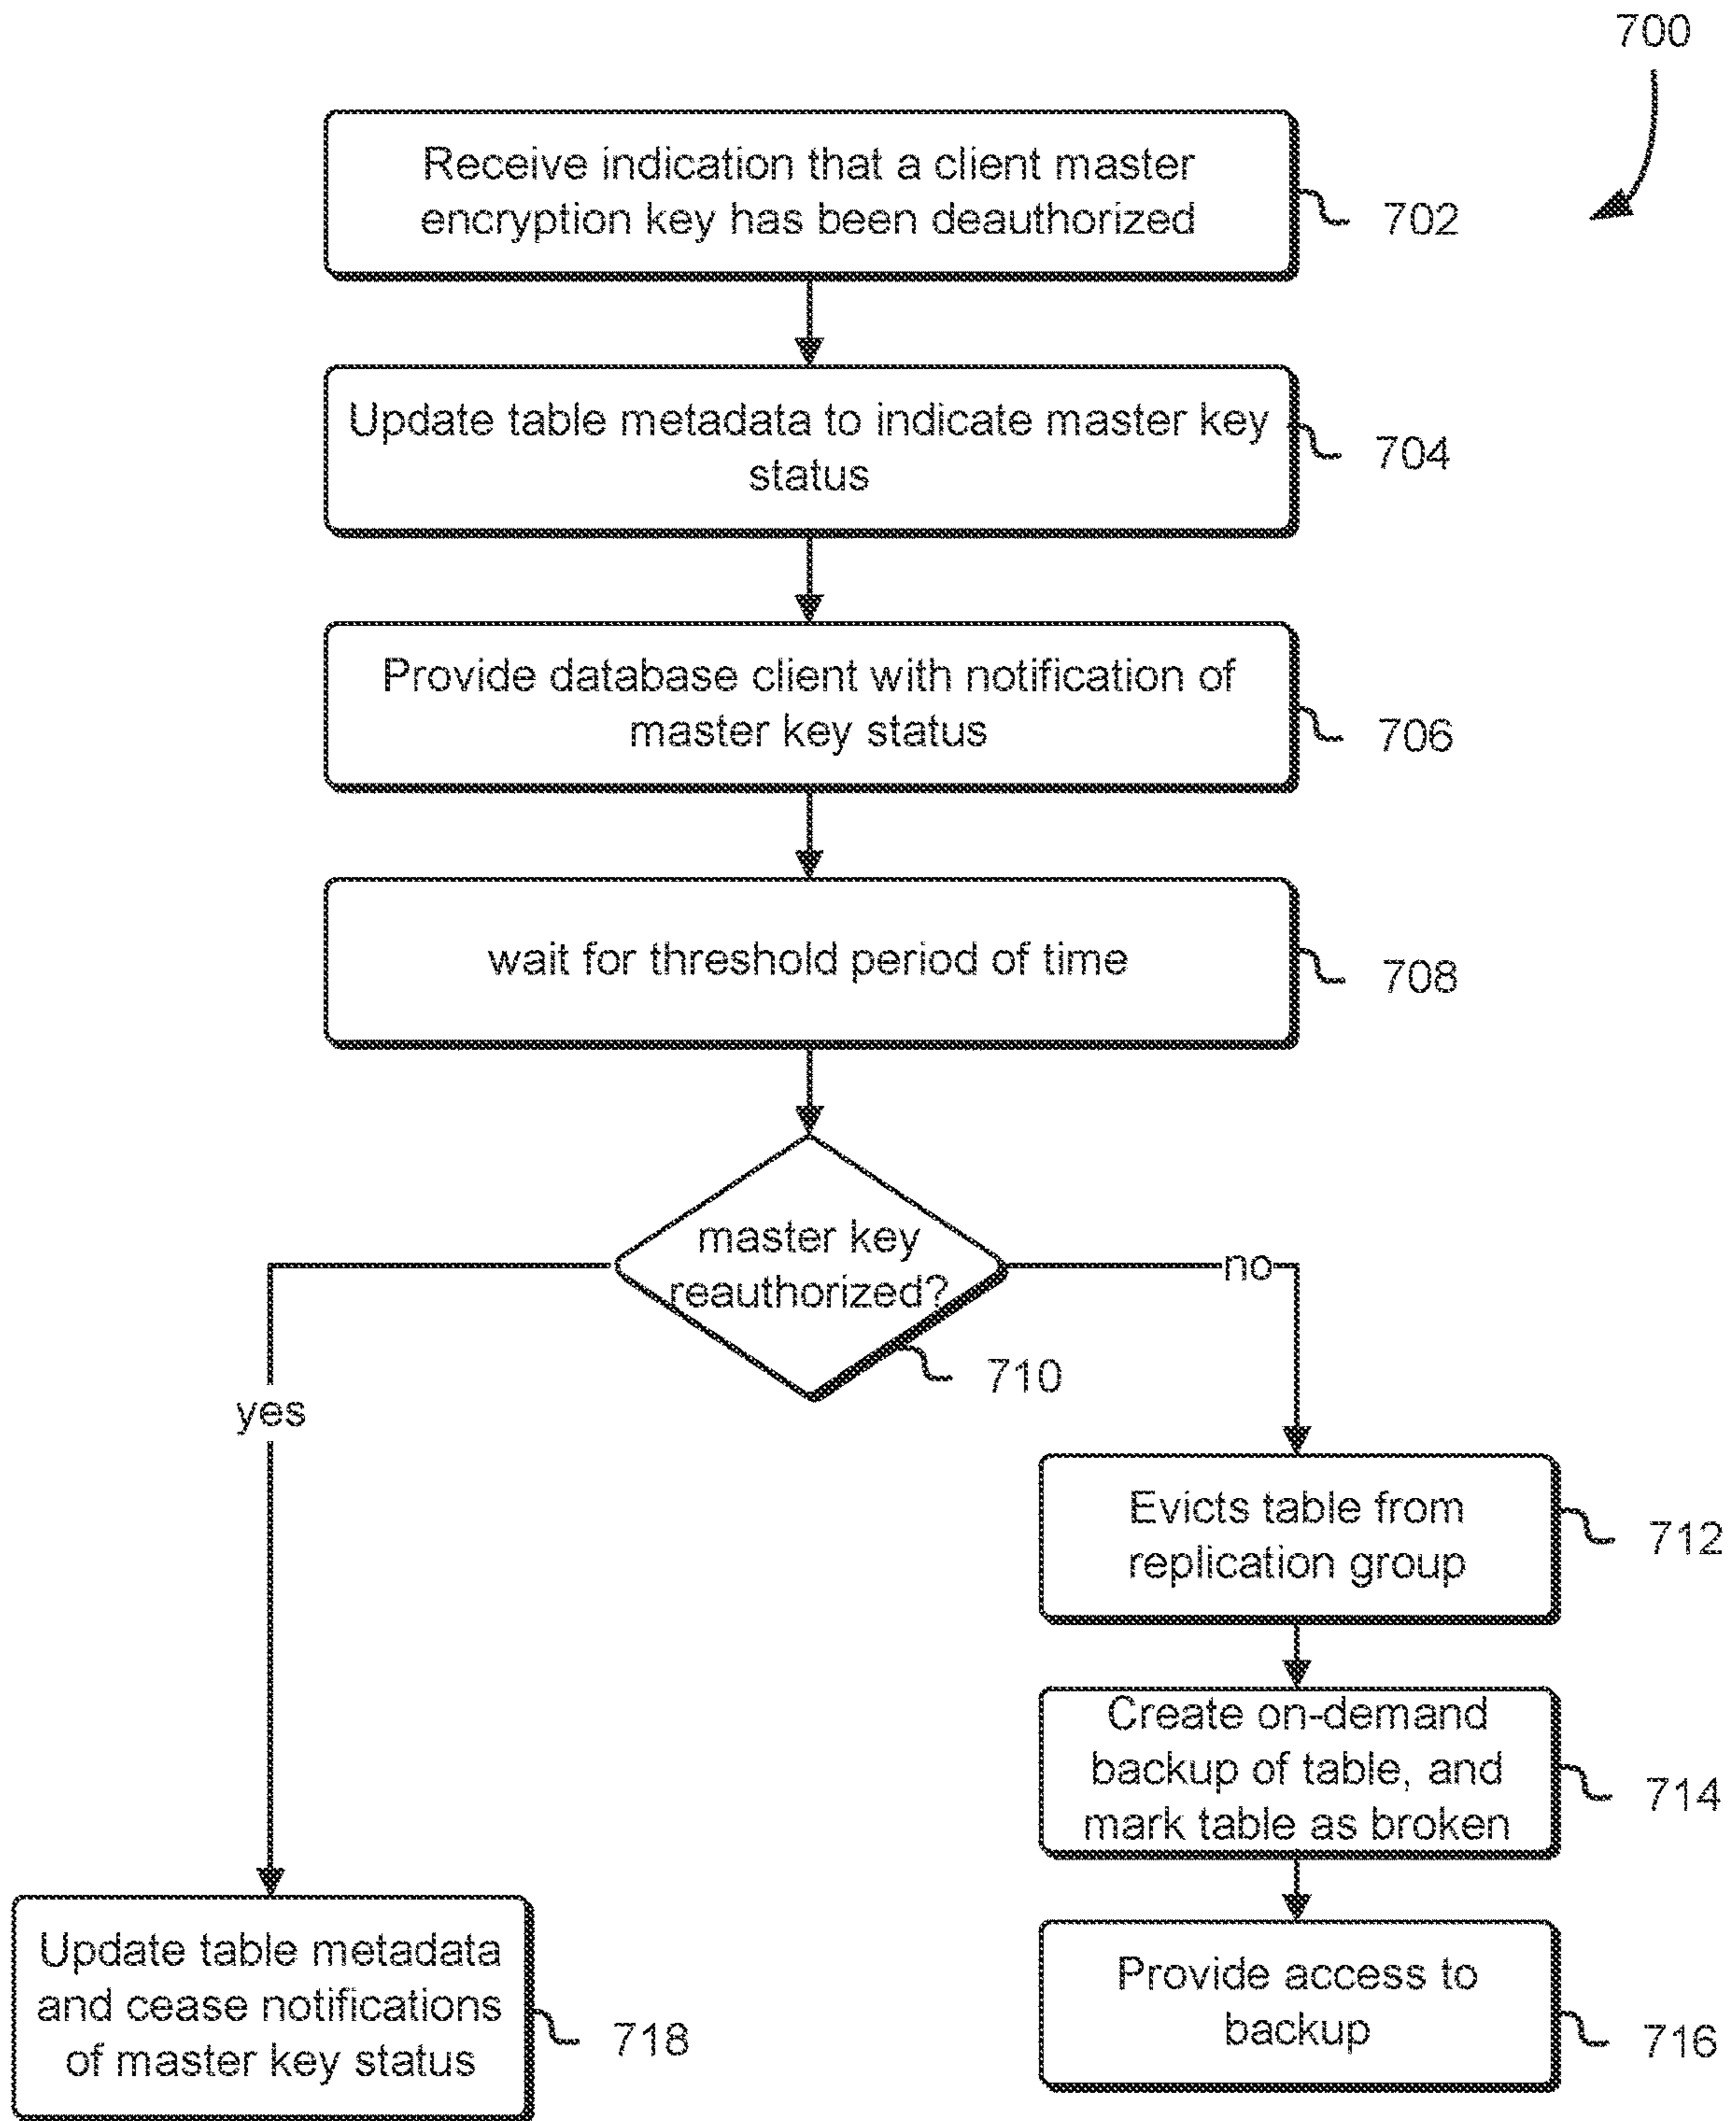 700
Receive indication that a client master
encryption key has been deauthorized
702
Update table metadata to indicate master key
status
704
Provide database client with notification of
master key status
706
wait for threshold period of time
708
master key
reauthorized?
710
no
yes
Evicts table from
replication group
712
Create on-demand
backup of table, and
mark table as broken
714
Provide access to
backup
716
Update table metadata
and cease notifications
of master key status
718